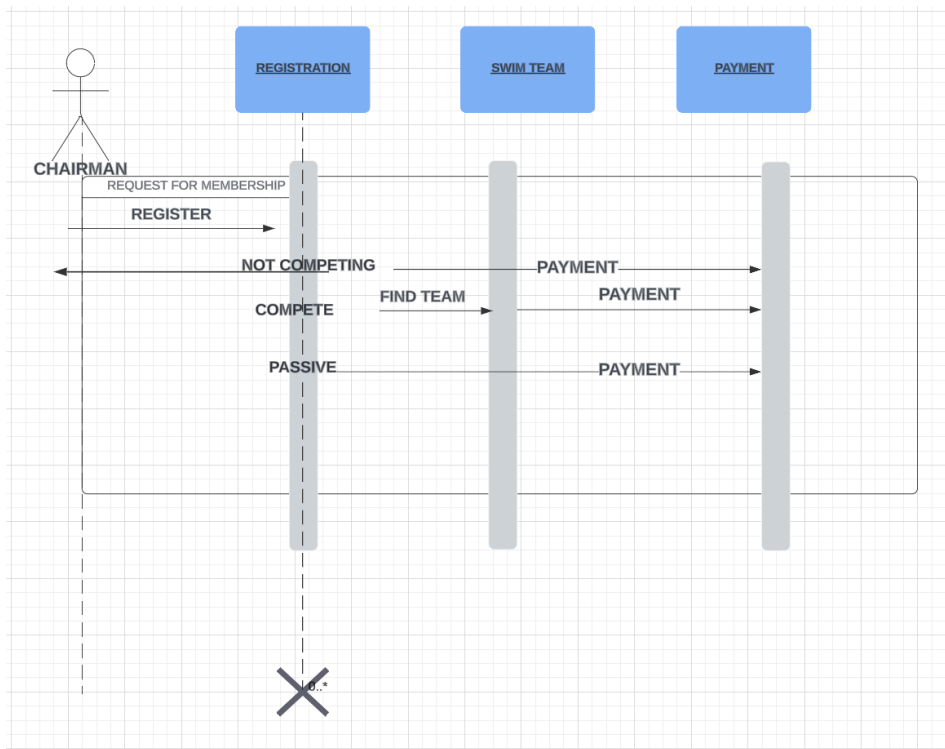 REGISTRATION
SWIM TEAM
PAYMENT
CHAIRMAN
REQUEST FOR MEMBERSHIP
REGISTER
NOT COMPETING
PAYMENT
COMPETE
FIND TEAM
PAYMENT
PASSIVE
PAYMENT
0..*